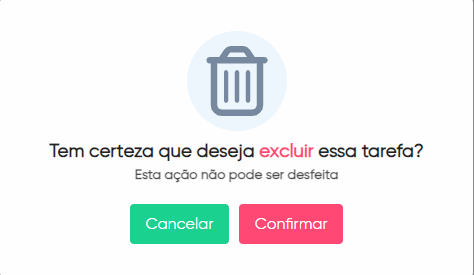 Tem certeza que deseja excluir essa tarefa?
Esta ação não pode ser desfeita
Cancelar Confirmar